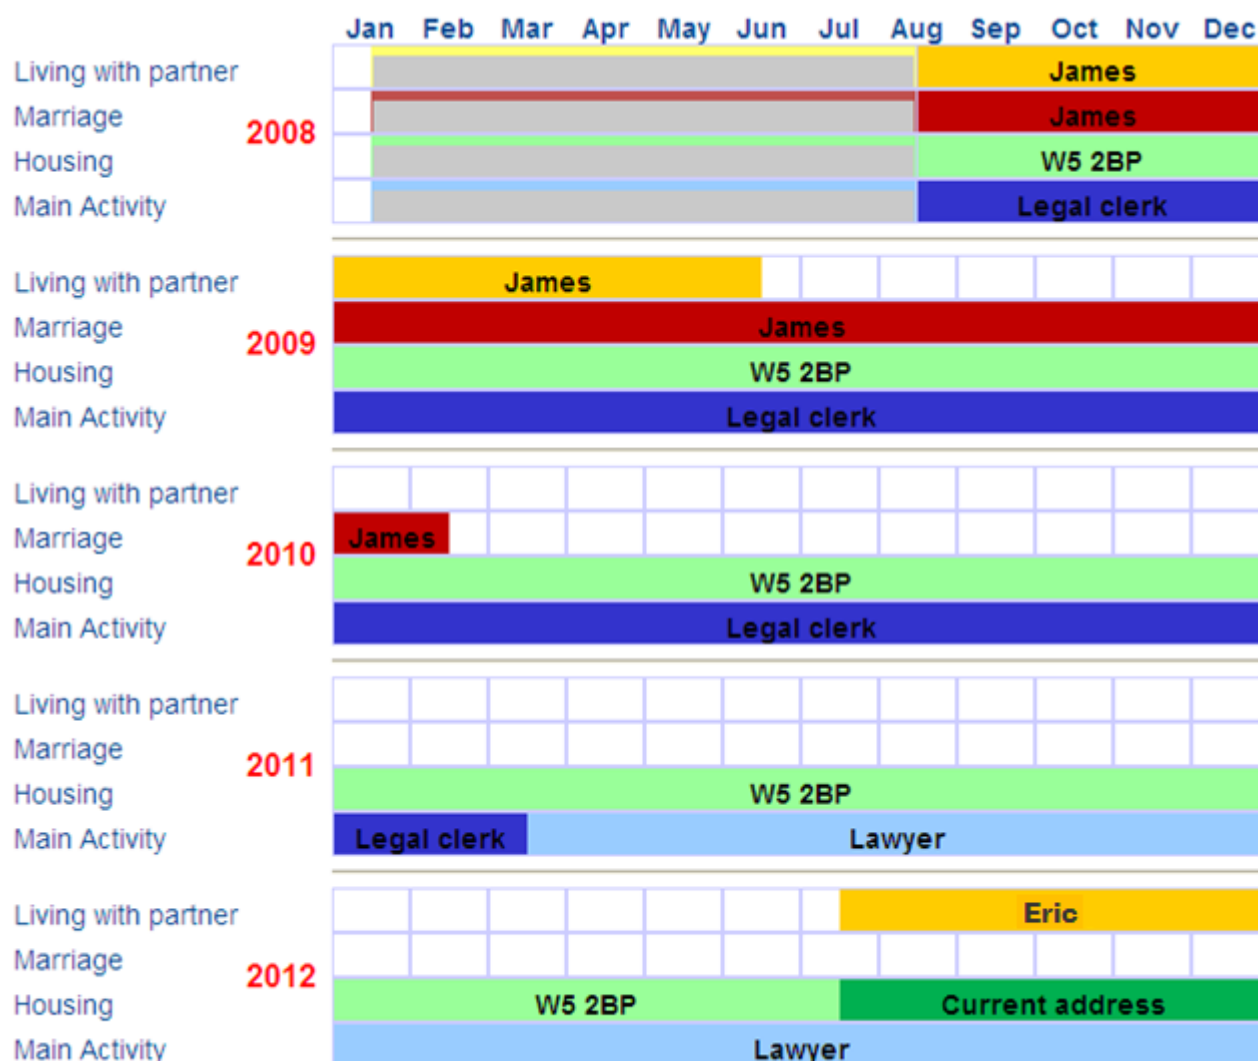 Jan Feb Mar Apr May Jun Jul Aug Sep Oct Nov Dec
Living with partner James
Marriage James
2008
Housing W5 2BP
Main Activity Legal clerk
Living with partner James
Marriage James
2009
Housing W5 2BP
Main Activity Legal clerk
Living with partner
Marriage James
2010
Housing W5 2BP
Main Activity Legal clerk
Living with partner
Marriage
2011
Housing W5 2BP
Main Activity Legal clerk Lawyer
Living with partner Eric
Marriage
2012
Housing W5 2BP Current address
Main Activity Lawyer